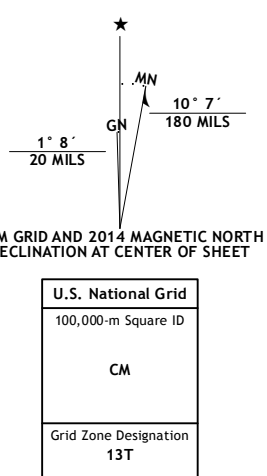 ★
MN
GN
10° 7´
180 MILS
1° 8´
20 MILS
M GRID AND 2014 MAGNETIC NORTH
ECLINATION AT CENTER OF SHEET
U.S. National Grid
100,000-m Square ID
CM
Grid Zone Designation
13T